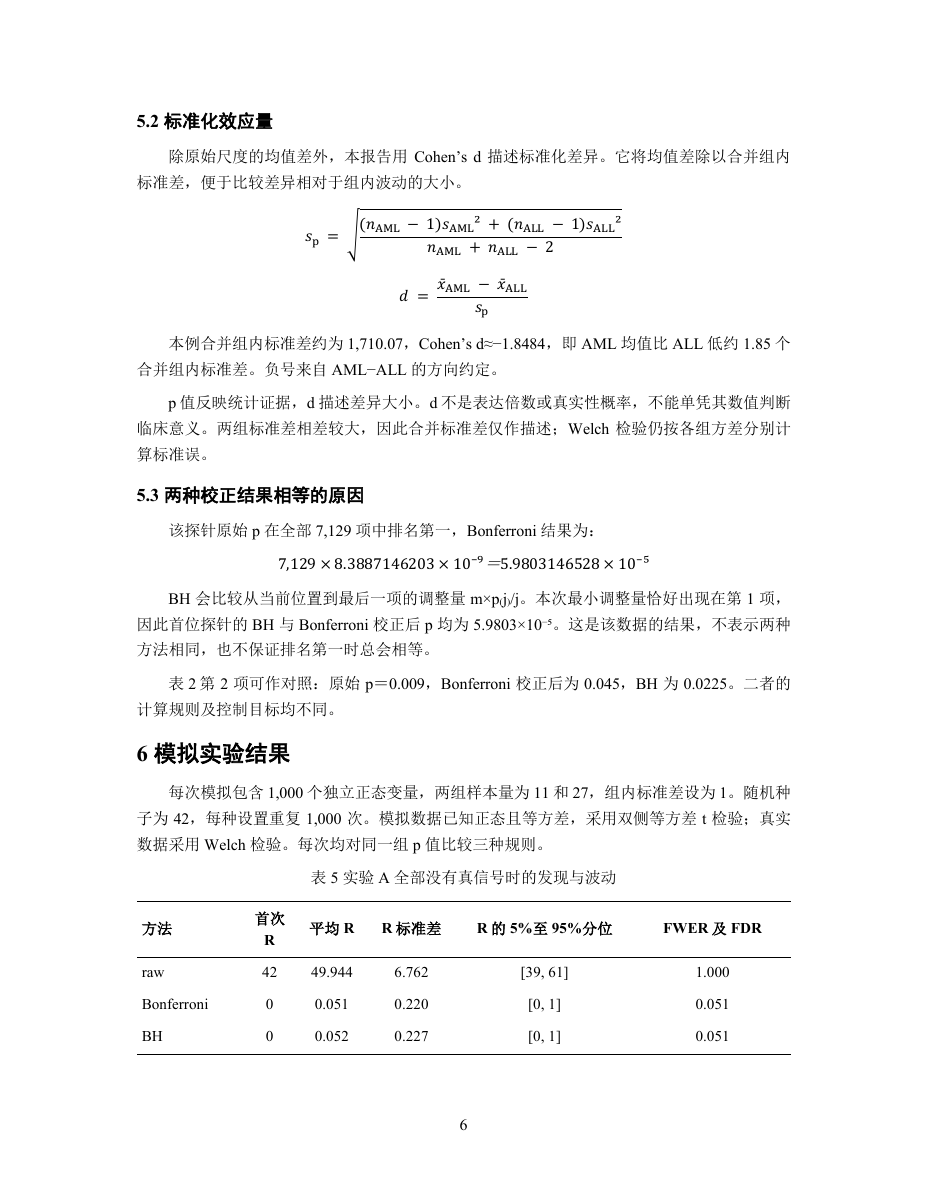 5.2 标准化效应量
除原始尺度的均值差外，本报告用 Cohen’s d 描述标准化差异。它将均值差除以合并组内
标准差，便于比较差异相对于组内波动的大小。
sₚ = √((n_AML − 1)s_AML² + (n_ALL − 1)s_ALL²) / (n_AML + n_ALL − 2)
d = (x̄_AML − x̄_ALL) / sₚ
本例合并组内标准差约为 1,710.07，Cohen’s d≈−1.8484，即 AML 均值比 ALL 低约 1.85 个
合并组内标准差。负号来自 AML−ALL 的方向约定。
p 值反映统计证据，d 描述差异大小。d 不是表达倍数或真实性概率，不能单凭其数值判断
临床意义。两组标准差相差较大，因此合并标准差仅作描述；Welch 检验仍按各组方差分别计
算标准误。
5.3 两种校正结果相等的原因
该探针原始 p 在全部 7,129 项中排名第一，Bonferroni 结果为：
7,129 × 8.3887146203 × 10⁻⁹ ＝5.9803146528 × 10⁻⁵
BH 会比较从当前位置到最后一项的调整量 m×p₍ⱼ₎/j。本次最小调整量恰好出现在第 1 项，
因此首位探针的 BH 与 Bonferroni 校正后 p 均为 5.9803×10⁻⁵。这是该数据的结果，不表示两种
方法相同，也不保证排名第一时总会相等。
表 2 第 2 项可作对照：原始 p＝0.009，Bonferroni 校正后为 0.045，BH 为 0.0225。二者的
计算规则及控制目标均不同。
6 模拟实验结果
每次模拟包含 1,000 个独立正态变量，两组样本量为 11 和 27，组内标准差设为 1。随机种
子为 42，每种设置重复 1,000 次。模拟数据已知正态且等方差，采用双侧等方差 t 检验；真实
数据采用 Welch 检验。每次均对同一组 p 值比较三种规则。
表 5 实验 A 全部没有真信号时的发现与波动
方法 首次 R 平均 R R 标准差 R 的 5%至 95%分位 FWER 及 FDR
raw 42 49.944 6.762 [39, 61] 1.000
Bonferroni 0 0.051 0.220 [0, 1] 0.051
BH 0 0.052 0.227 [0, 1] 0.051
6